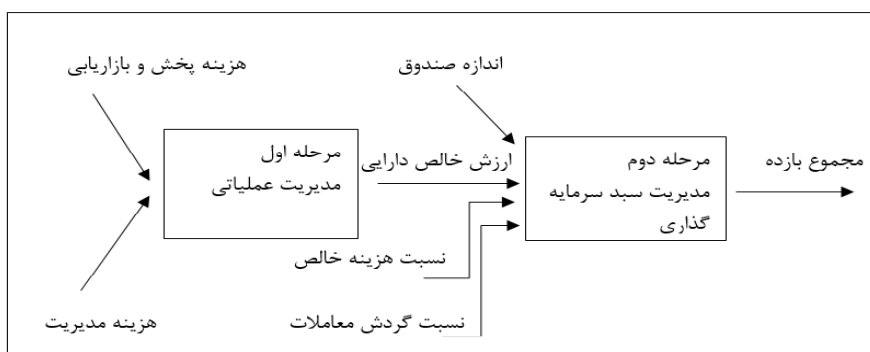 هزینه پخش و بازاریابی
اندازه صندوق
مرحله اول
مدیریت عملیاتی
ارزش خالص دارایی
مرحله دوم
مدیریت سبد سرمایه
گذاری
مجموع بازده
نسبت هزینه خالص
هزینه مدیریت
نسبت گردش معاملات